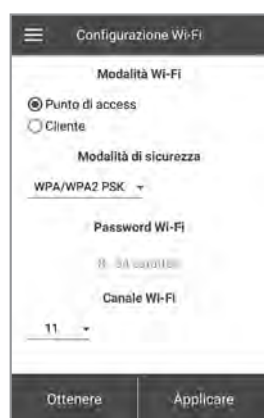 Configurazione Wi-Fi
Modalità Wi-Fi
Punto di access
Cliente
Modalità di sicurezza
WPA/WPA2 PSK
Password Wi-Fi
Canale Wi-Fi
11
Ottenere Applicare